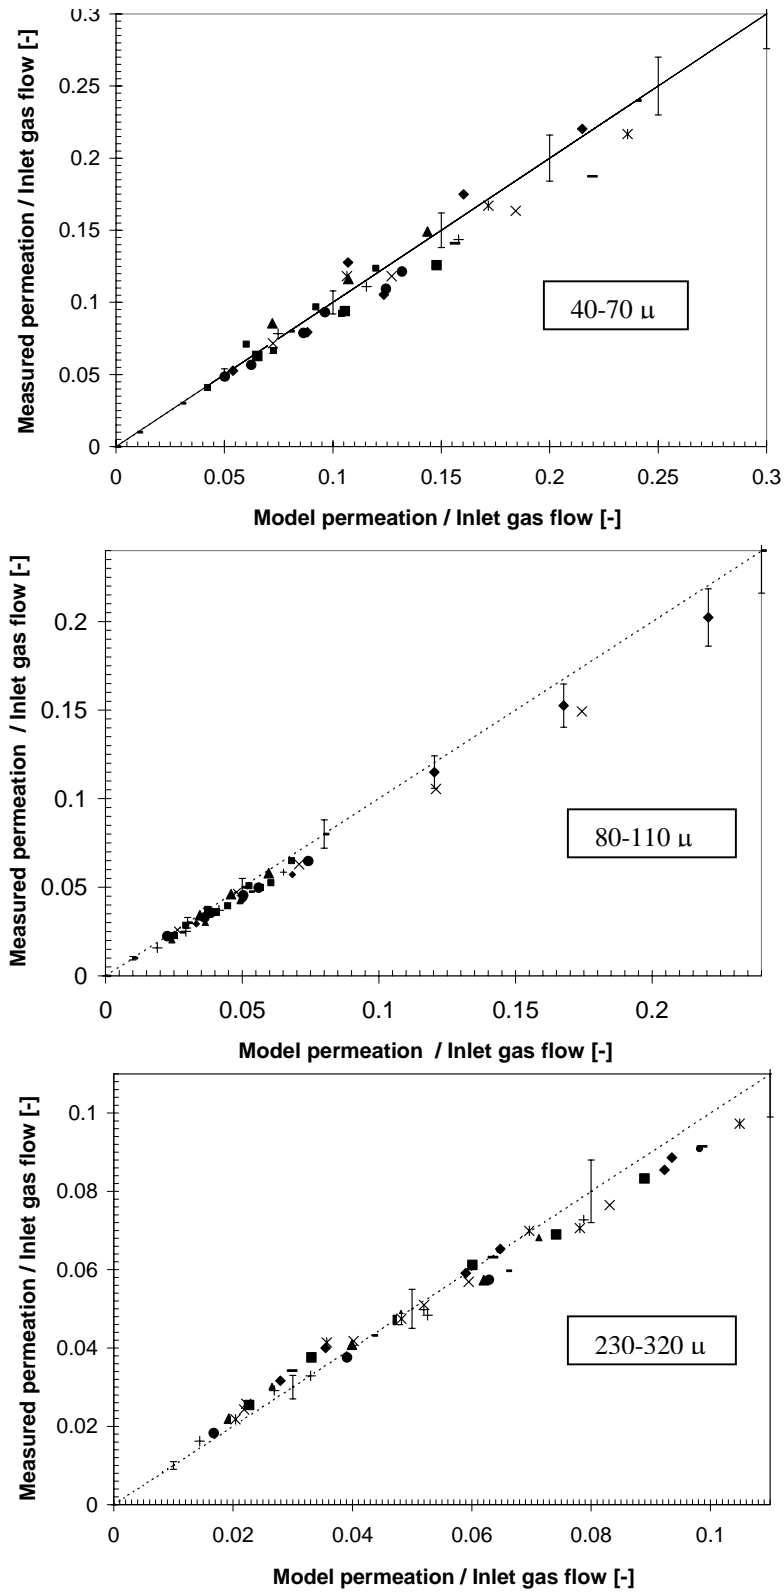 0.3
0.25
0.2
0.15
0.1
0.05
0
0 0.05 0.1 0.15 0.2 0.25 0.3
Measured permeation / Inlet gas flow [-]
Model permeation / Inlet gas flow [-]
40-70 μ
0.2
0.15
0.1
0.05
0
0 0.05 0.1 0.15 0.2
Measured permeation / Inlet gas flow [-]
Model permeation / Inlet gas flow [-]
80-110 μ
0.1
0.08
0.06
0.04
0.02
0
0 0.02 0.04 0.06 0.08 0.1
Measured permeation / Inlet gas flow [-]
Model permeation / Inlet gas flow [-]
230-320 μ